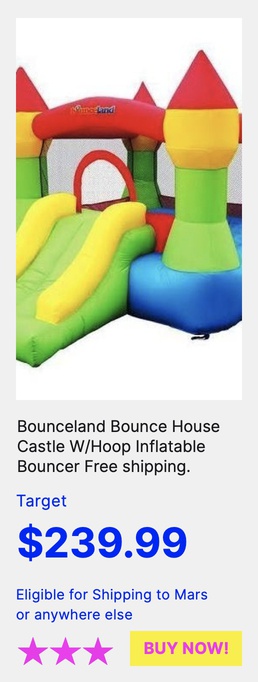 Bounceland
Bounceland Bounce House
Castle W/Hoop Inflatable
Bouncer Free shipping.
Target
$239.99
Eligible for Shipping to Mars
or anywhere else
BUY NOW!